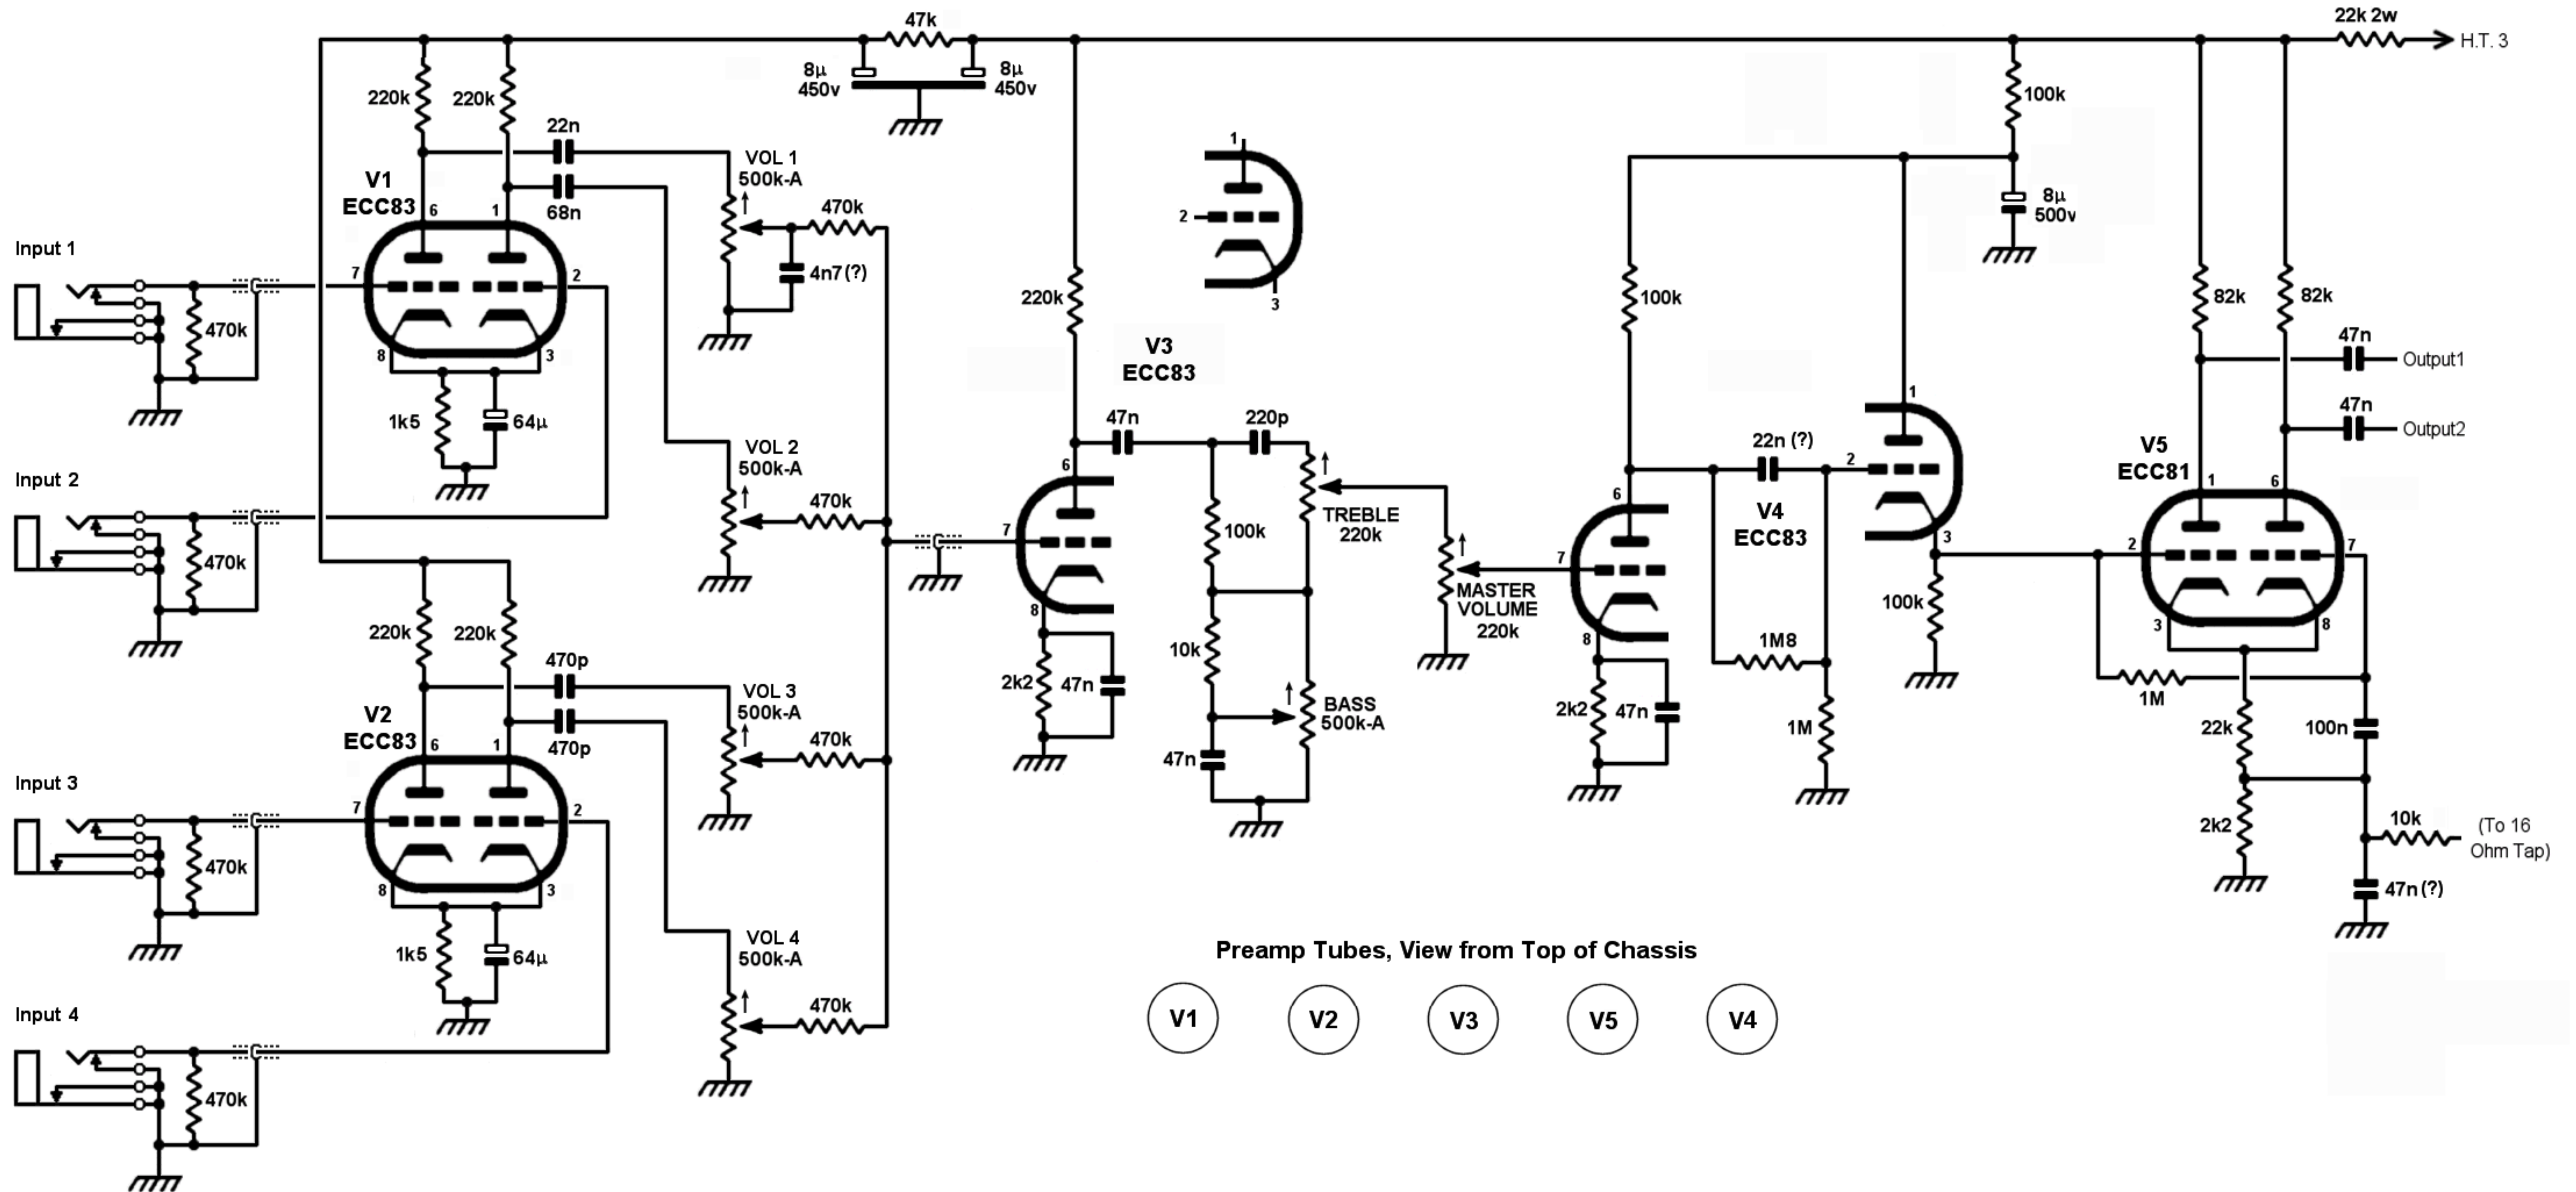 47k
22k 2w
H.T. 3
8µ
450v
8µ
450v
220k
220k
100k
22n
68n
VOL 1
500k-A
V1
ECC83
6
1
470k
4n7(?)
Input 1
7
2
470k
8
3
1k5
64µ
1
2
3
8µ
500v
220k
100k
82k
82k
47n
Output1
47n
Output2
V3
ECC83
VOL 2
500k-A
470k
Input 2
470k
47n
220p
6
7
8
100k
TREBLE
220k
10k
2k2
47n
47n
BASS
500k-A
MASTER
VOLUME
220k
22n (?)
V4
ECC83
6
7
8
2k2
47n
1M8
1M
1
2
3
100k
V5
ECC81
1
6
2
7
3
8
1M
22k
100n
2k2
10k
(To 16
Ohm Tap)
47n(?)
220k
220k
470p
470p
V2
ECC83
6
1
VOL 3
500k-A
470k
Input 3
7
2
470k
8
3
1k5
64µ
VOL 4
500k-A
470k
Input 4
470k
Preamp Tubes, View from Top of Chassis
V1
V2
V3
V5
V4